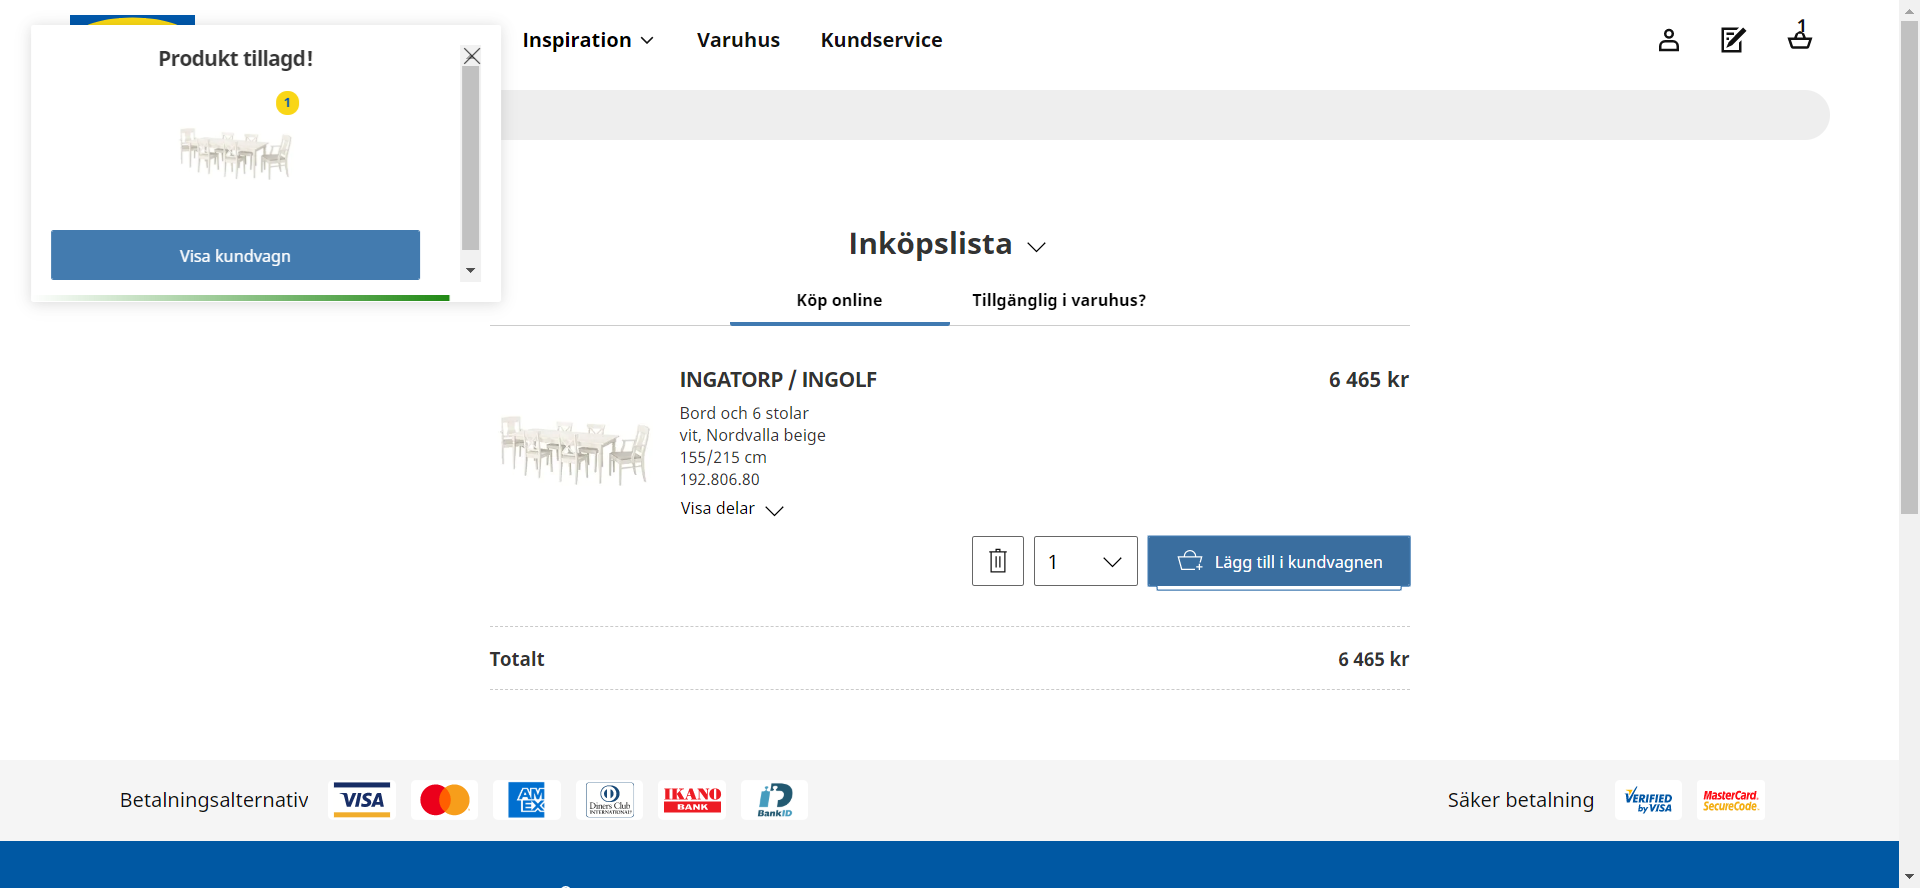 Inspiration
Varuhus
Kundservice
1
Produkt tillagd!
1
Visa kundvagn
Inköpslista
Köp online
Tillgänglig i varuhus?
INGATORP / INGOLF
6 465 kr
Bord och 6 stolar
vit, Nordvalla beige
155/215 cm
192.806.80
Visa delar
1
Lägg till i kundvagnen
Totalt
6 465 kr
Betalningsalternativ
VISA
AM
EX
Diners Club
INTERNATIONAL
IKANO
BANK
BankID
Säker betalning
VERIFIED
by VISA
MasterCard.
SecureCode.